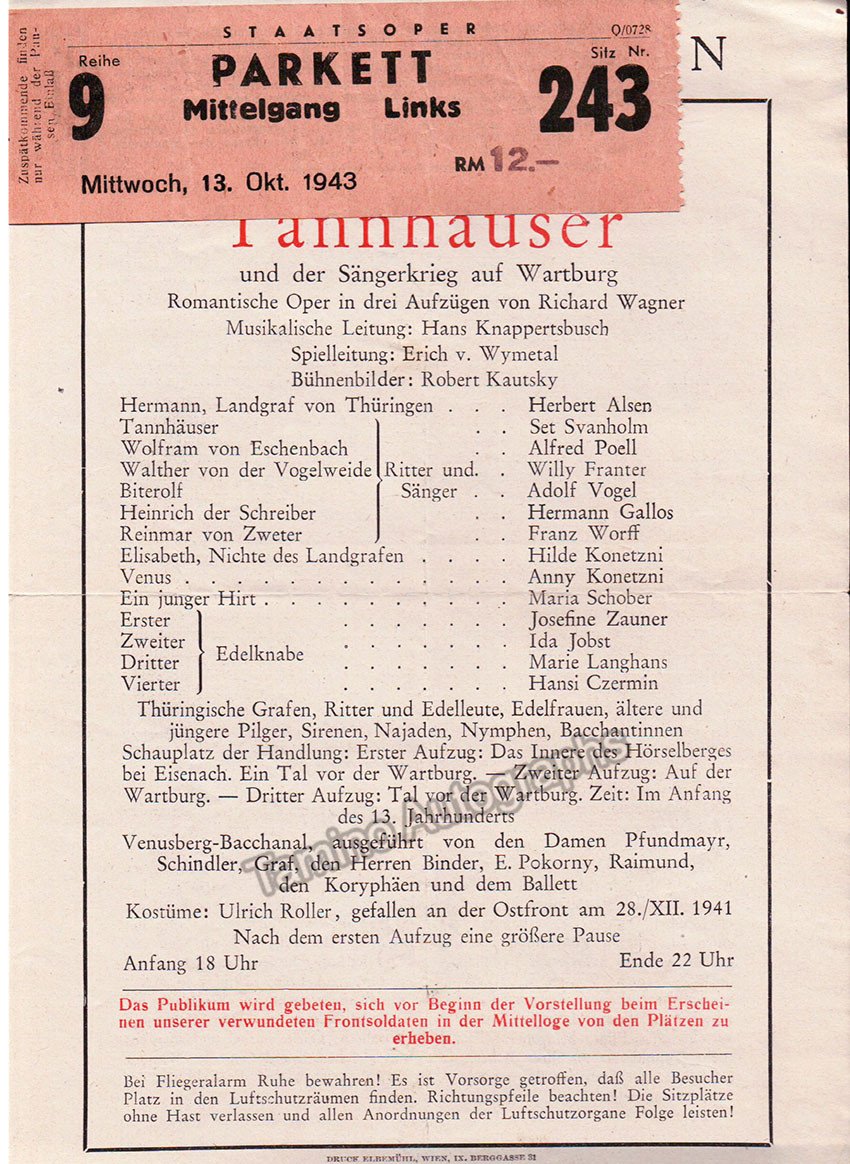 STAATSOPER
Q/0728
Zuspätkommende finden
nur während der Pau-
sen Einlaß
Reihe
9
PARKETT
Mittelgang Links
Sitz Nr.
243
RM 12.—
Mittwoch, 13. Okt. 1943
N
Tannhäuser
und der Sängerkrieg auf Wartburg
Romantische Oper in drei Aufzügen von Richard Wagner
Musikalische Leitung: Hans Knappertsbusch
Spielleitung: Erich v. Wymetal
Bühnenbilder: Robert Kautsky
Hermann, Landgraf von Thüringen . . . Herbert Alsen
Tannhäuser . . Set Svanholm
Wolfram von Eschenbach . . Alfred Poell
Walther von der Vogelweide Ritter und . . Willy Franter
Biterolf Sänger . . Adolf Vogel
Heinrich der Schreiber . . Hermann Gallos
Reinmar von Zweter . . Franz Worff
Elisabeth, Nichte des Landgrafen . . . . Hilde Konetzni
Venus . . . . . . . . . . . . . Anny Konetzni
Ein junger Hirt . . . . . . . . . Maria Schober
Erster . . . . . . . Josefine Zauner
Zweiter . . . . . . . Ida Jobst
Edelknabe
Dritter . . . . . . . Marie Langhans
Vierter . . . . . . . Hansi Czermin
Thüringische Grafen, Ritter und Edelleute, Edelfrauen, ältere und
jüngere Pilger, Sirenen, Najaden, Nymphen, Bacchantinnen
Schauplatz der Handlung: Erster Aufzug: Das Innere des Hörselberges
bei Eisenach. Ein Tal vor der Wartburg. — Zweiter Aufzug: Auf der
Wartburg. — Dritter Aufzug: Tal vor der Wartburg. Zeit: Im Anfang
des 13. Jahrhunderts
Venusberg-Bacchanal, ausgeführt von den Damen Pfundmayr,
Schindler, Graf, den Herren Binder, E. Pokorny, Raimund,
den Koryphäen und dem Ballett
Tamino Autographs
Kostüme: Ulrich Roller, gefallen an der Ostfront am 28./XII. 1941
Nach dem ersten Aufzug eine größere Pause
Anfang 18 Uhr Ende 22 Uhr
Das Publikum wird gebeten, sich vor Beginn der Vorstellung beim Erschei-
nen unserer verwundeten Frontsoldaten in der Mittelloge von den Plätzen zu
erheben.
Bei Fliegeralarm Ruhe bewahren! Es ist Vorsorge getroffen, daß alle Besucher
Platz in den Luftschutzräumen finden. Richtungspfeile beachten! Die Sitzplätze
ohne Hast verlassen und allen Anordnungen der Luftschutzorgane Folge leisten!
DRUCK ELBEMÜHL, WIEN, IX. BERGGASSE 31